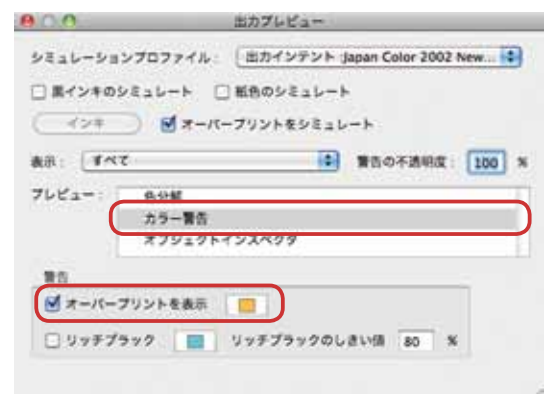 出力プレビュー
シミュレーションプロファイル: 出力インテント :Japan Color 2002 New...
黒インキのシミュレート 紙色のシミュレート
インキ オーバープリントをシミュレート
表示: すべて 警告の不透明度: 100 %
プレビュー: 色分解
カラー警告
オブジェクトインスペクタ
警告
オーバープリントを表示
リッチブラック リッチブラックのしきい値 80 %